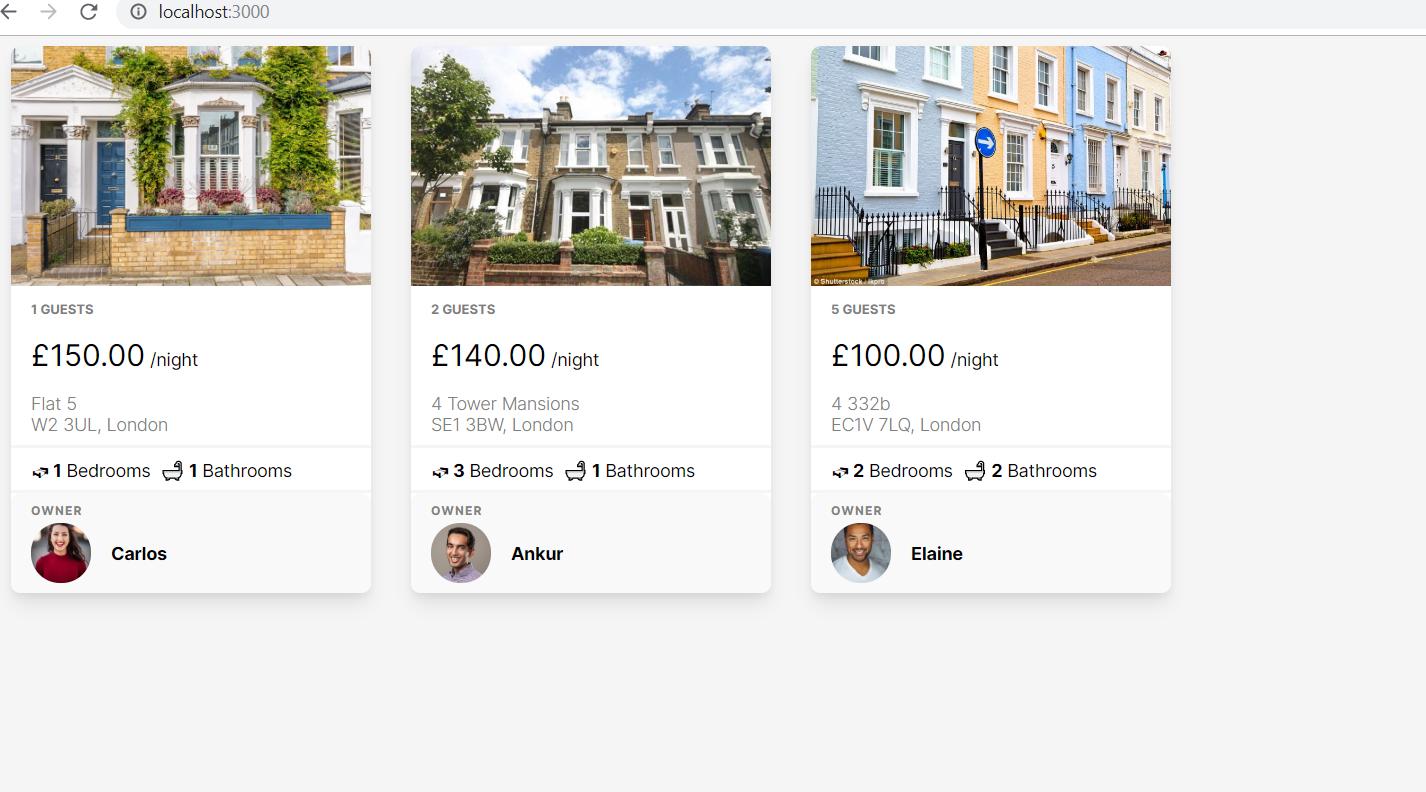 localhost:3000
© Shutterstock / Ikpro
1 GUESTS
£150.00 /night
Flat 5
W2 3UL, London
1 Bedrooms 1 Bathrooms
OWNER
Carlos
2 GUESTS
£140.00 /night
4 Tower Mansions
SE1 3BW, London
3 Bedrooms 1 Bathrooms
OWNER
Ankur
5 GUESTS
£100.00 /night
4 332b
EC1V 7LQ, London
2 Bedrooms 2 Bathrooms
OWNER
Elaine